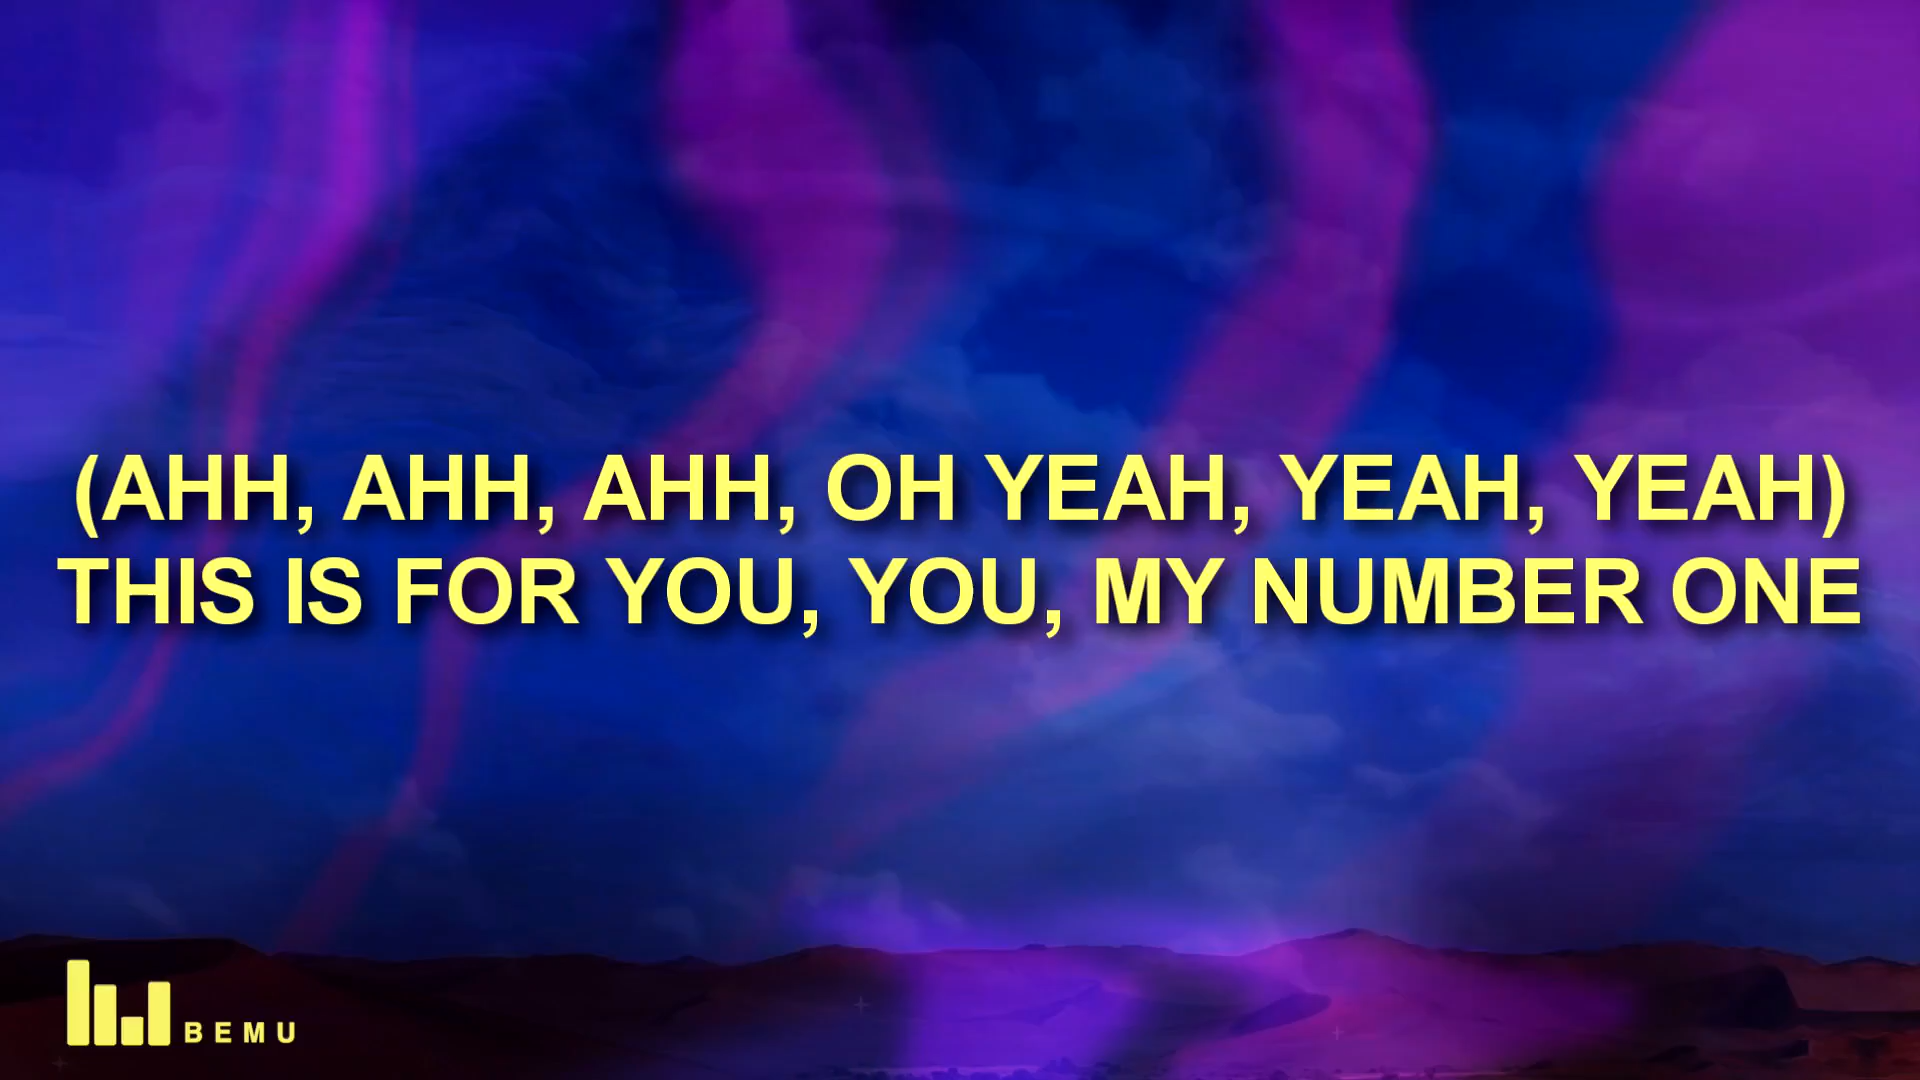 (AHH, AHH, AHH, OH YEAH, YEAH, YEAH)
THIS IS FOR YOU, YOU, MY NUMBER ONE
BEMU